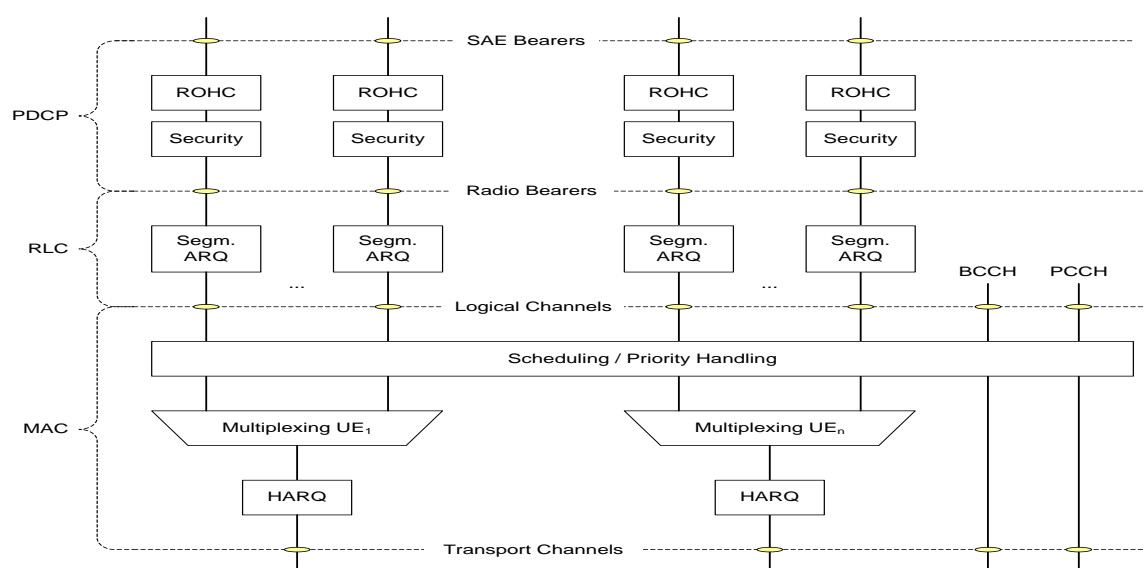 SAE Bearers
ROHC ROHC ROHC ROHC
PDCP
Security Security Security Security
Radio Bearers
Segm. Segm. Segm. Segm.
ARQ ARQ ARQ ARQ
RLC
BCCH PCCH
... ...
Logical Channels
Scheduling / Priority Handling
MAC
Multiplexing UE1 Multiplexing UEn
HARQ HARQ
Transport Channels